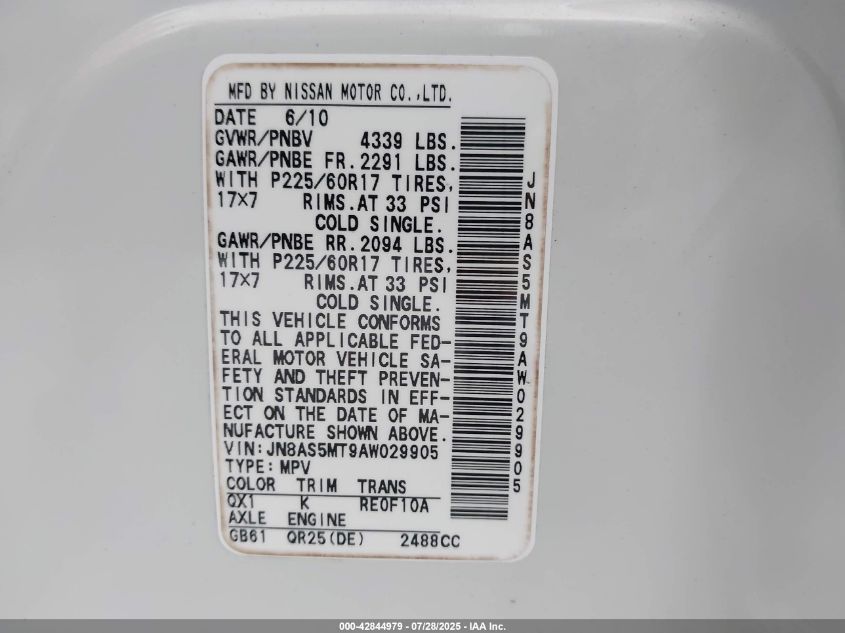 MFD BY NISSAN MOTOR CO.,LTD.
DATE 6/10
GVWR/PNBV 4339 LBS.
GAWR/PNBE FR.2291 LBS.
WITH P225/60R17 TIRES,
17×7 RIMS.AT 33 PSI
COLD SINGLE.
GAWR/PNBE RR.2094 LBS.
WITH P225/60R17 TIRES,
17×7 RIMS.AT 33 PSI
COLD SINGLE.
THIS VEHICLE CONFORMS
TO ALL APPLICABLE FED-
ERAL MOTOR VEHICLE SA-
FETY AND THEFT PREVEN-
TION STANDARDS IN EFF-
ECT ON THE DATE OF MA-
NUFACTURE SHOWN ABOVE.
VIN:JN8AS5MT9AW029905
TYPE:MPV
COLOR TRIM TRANS
QX1 K RE0F10A
AXLE ENGINE
GB61 QR25(DE) 2488CC
JN8AS5MT9AW029905
000-42844979 - 07/28/2025 - IAA Inc.